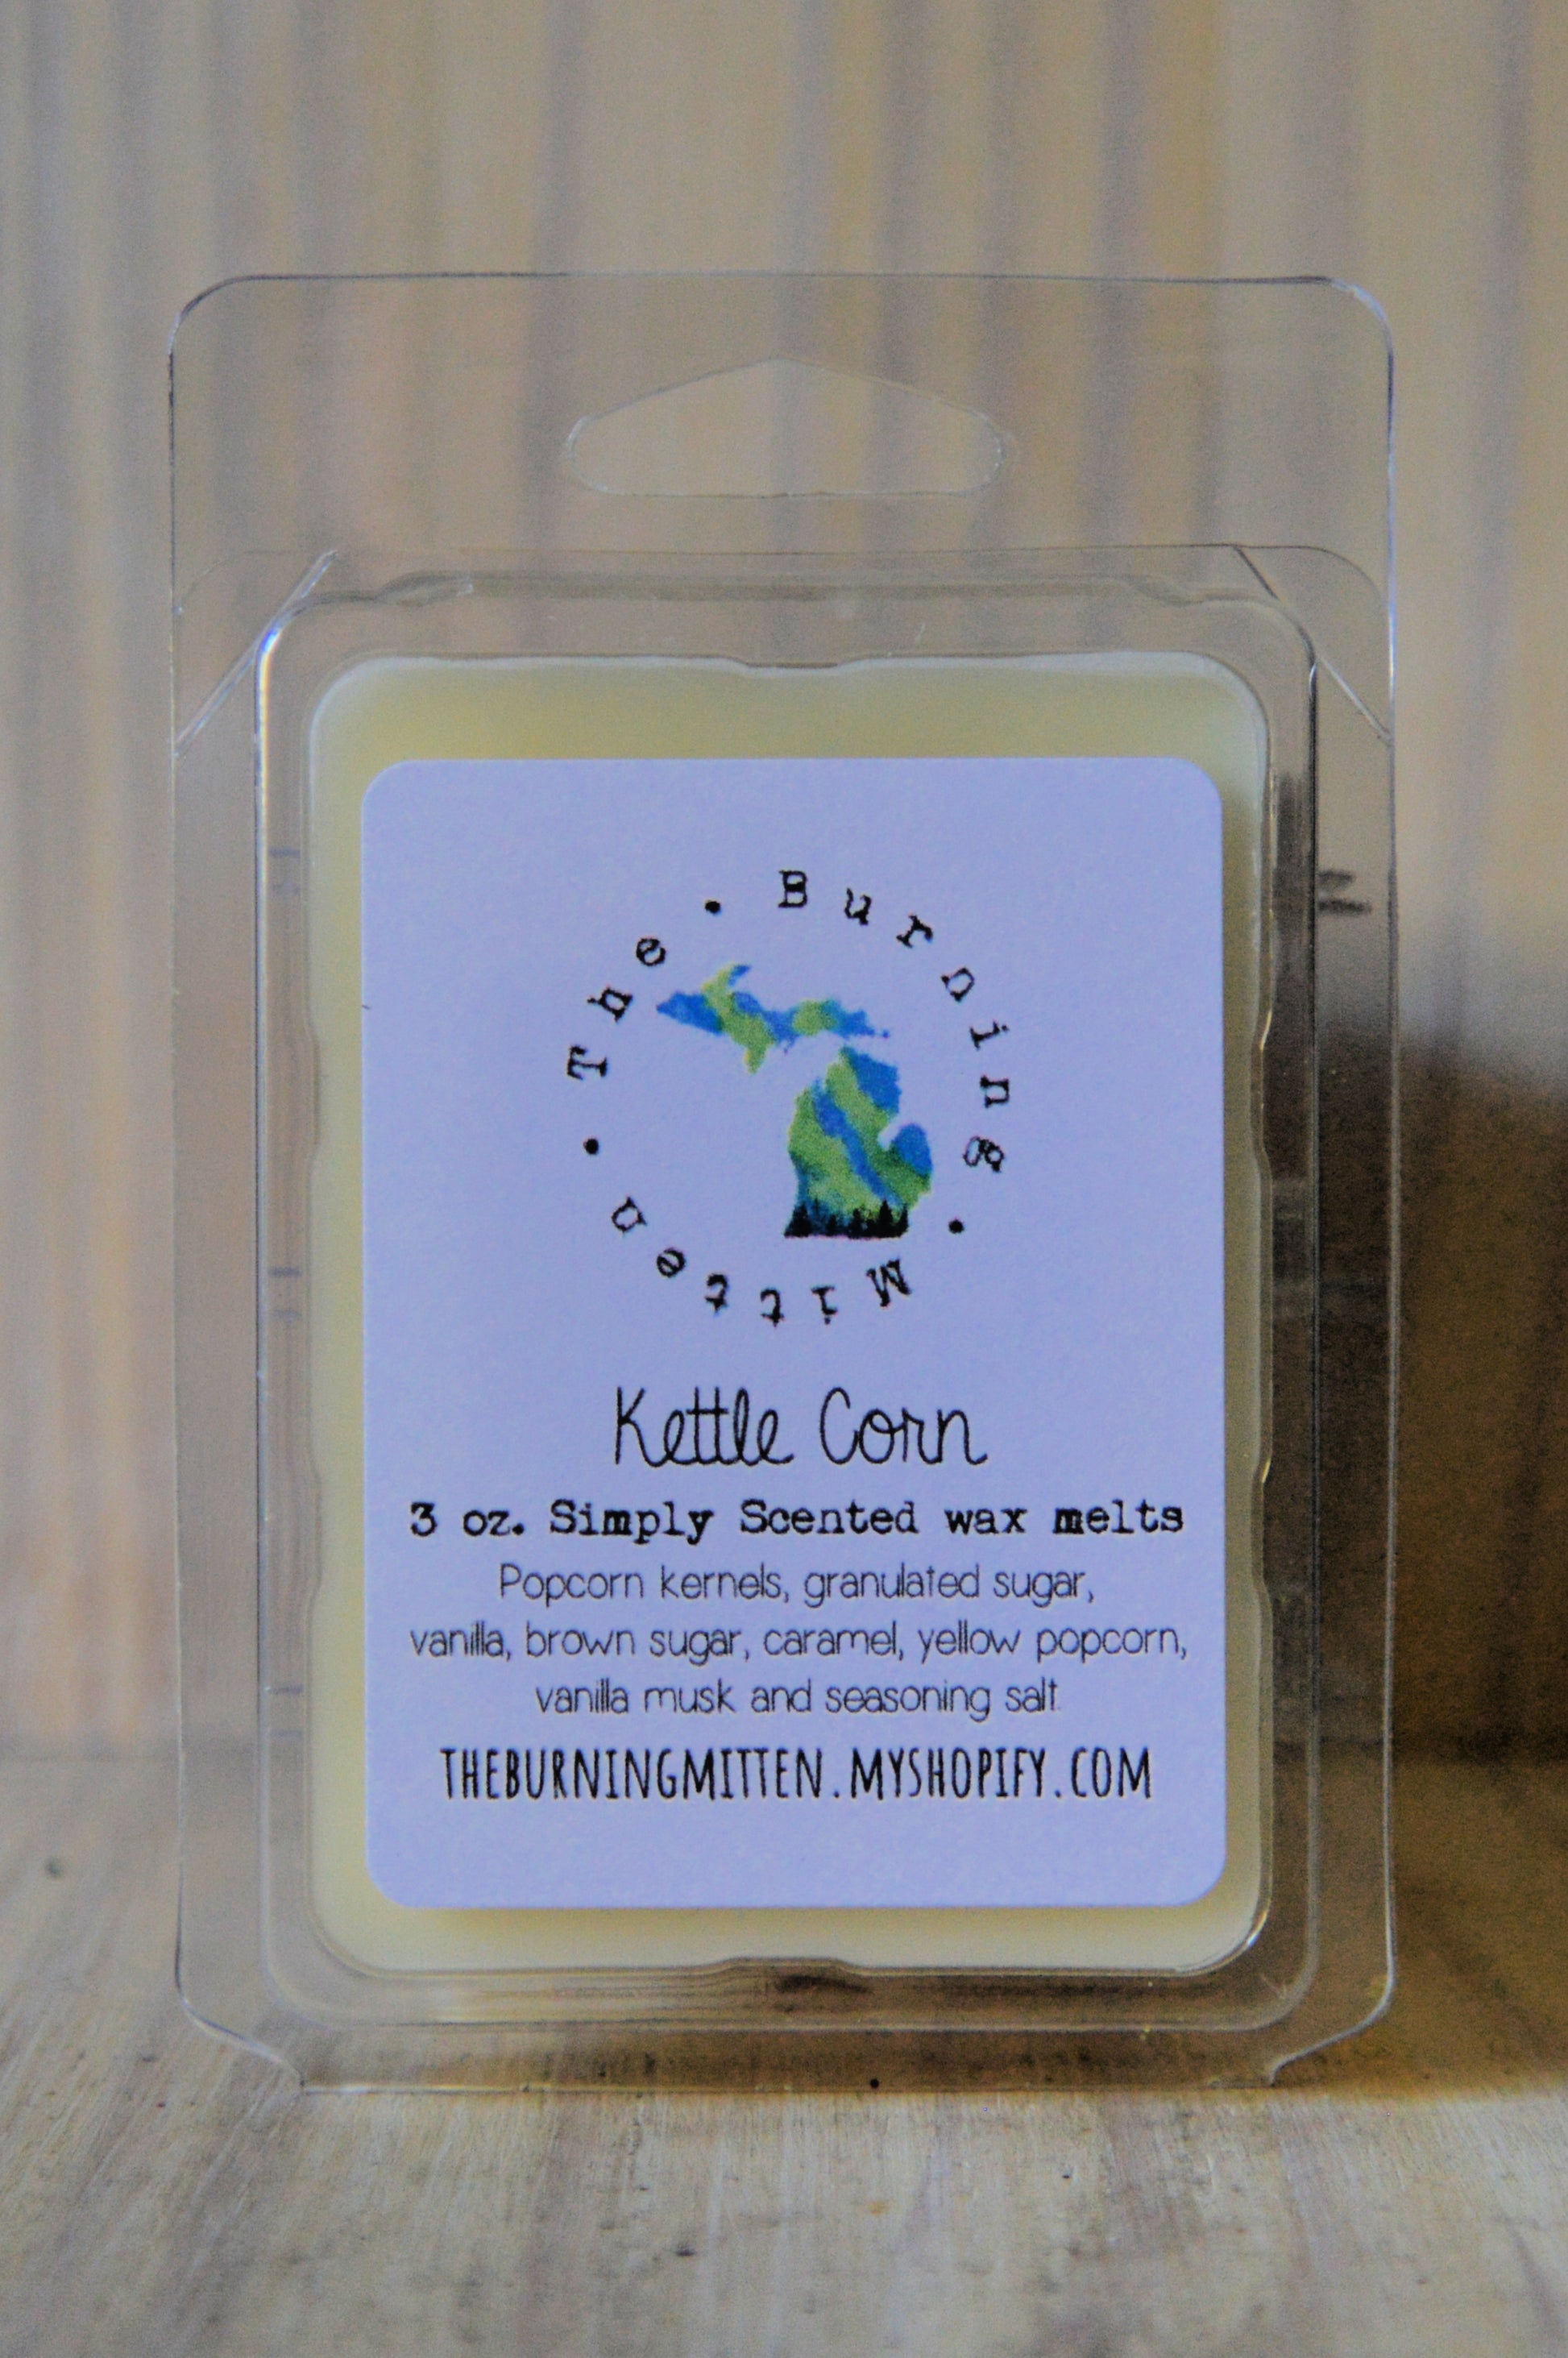 The • Burning • Mitten •
Kettle Corn
3 oz. Simply Scented wax melts
Popcorn kernels, granulated sugar,
vanilla, brown sugar, caramel, yellow popcorn,
vanilla musk and seasoning salt
THEBURNINGMITTEN.MYSHOPIFY.COM